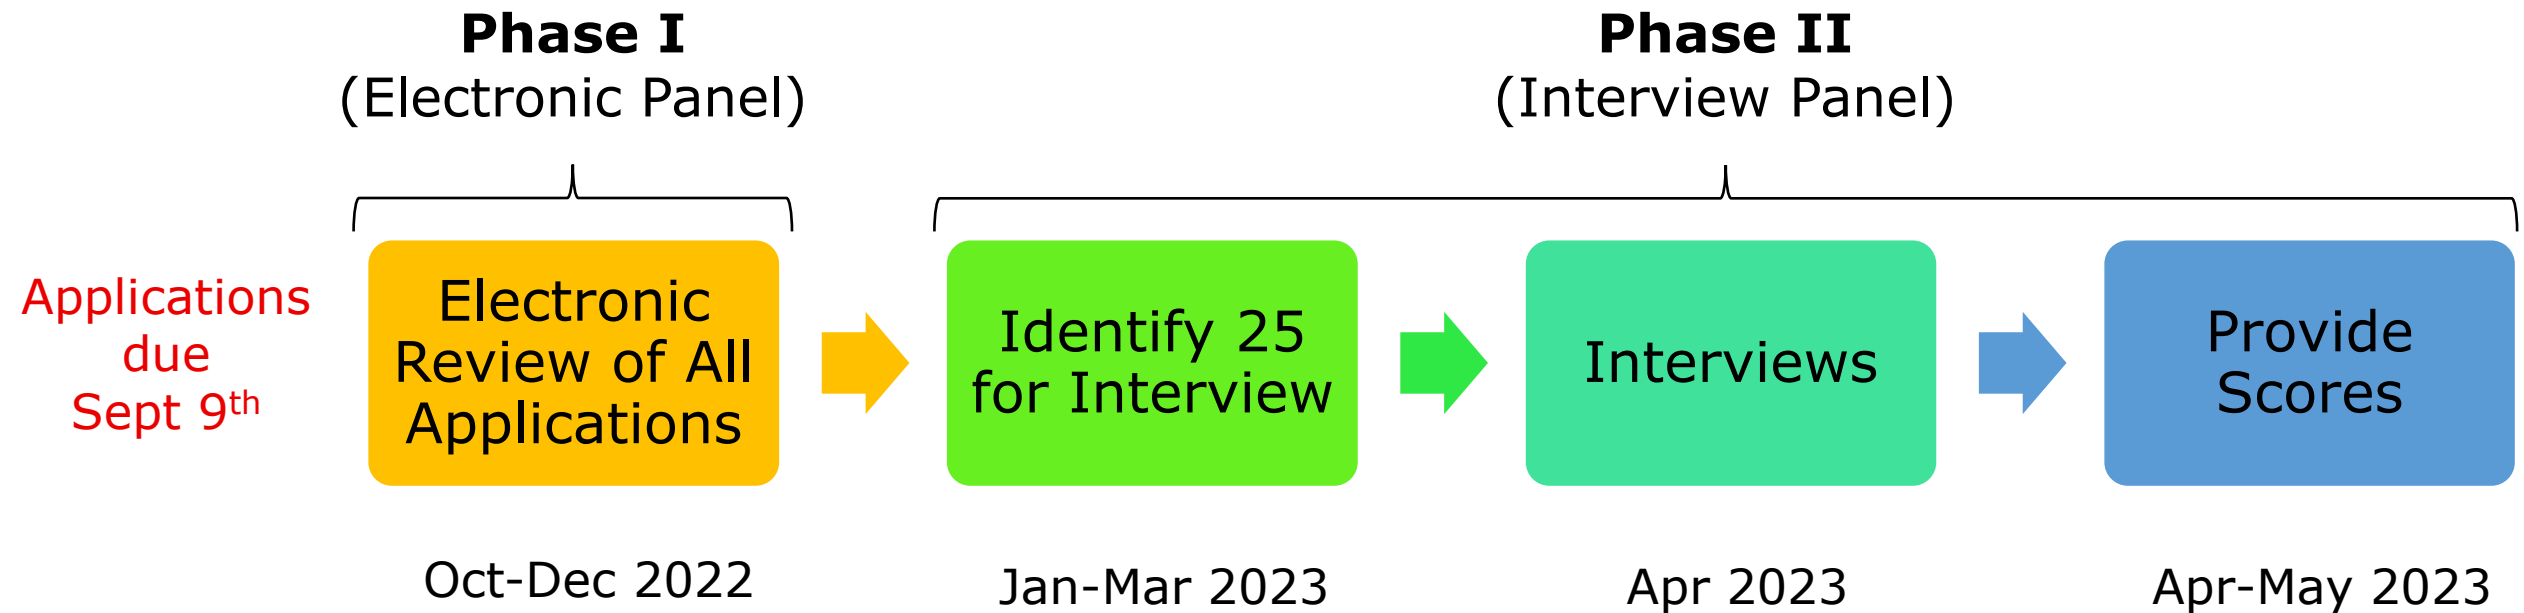 Phase I
(Electronic Panel)
Phase II
(Interview Panel)
Applications
due
Sept 9th
Electronic
Review of All
Applications
Identify 25
for Interview
Interviews
Provide
Scores
Oct-Dec 2022
Jan-Mar 2023
Apr 2023
Apr-May 2023